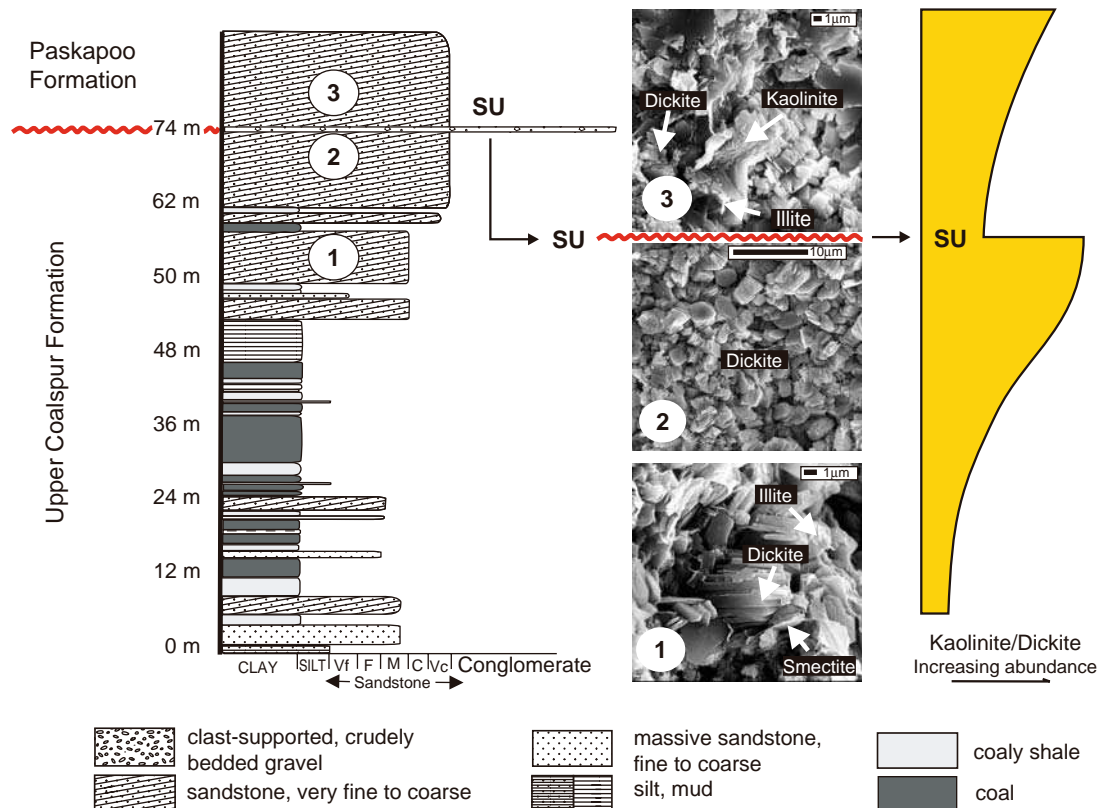 Paskapoo
Formation
Upper Coalspur Formation
74 m
62 m
50 m
48 m
36 m
24 m
12 m
0 m
3
2
1
SU
SU
CLAY
SILT
Vf
F
M
C
Vc
Conglomerate
Sandstone
1µm
Dickite
Kaolinite
3
Illite
10µm
Dickite
2
1µm
Illite
Dickite
1
Smectite
SU
Kaolinite/Dickite
Increasing abundance
clast-supported, crudely
bedded gravel
sandstone, very fine to coarse
massive sandstone,
fine to coarse
silt, mud
coaly shale
coal